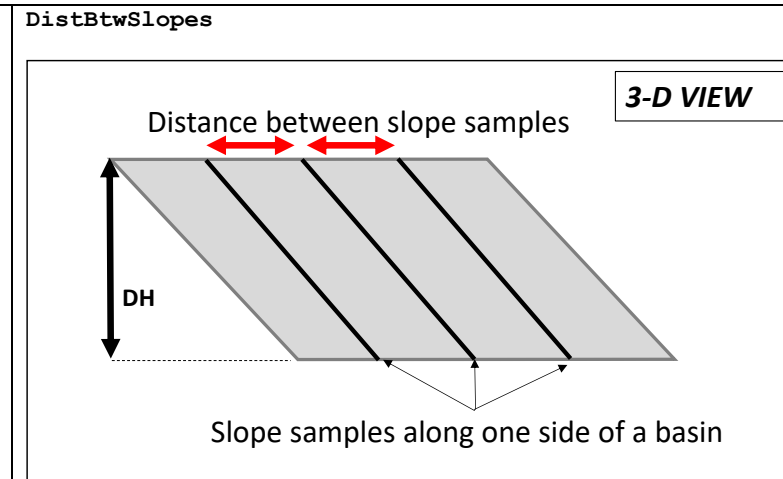 DistBtwSlopes
3-D VIEW
Distance between slope samples
DH
Slope samples along one side of a basin